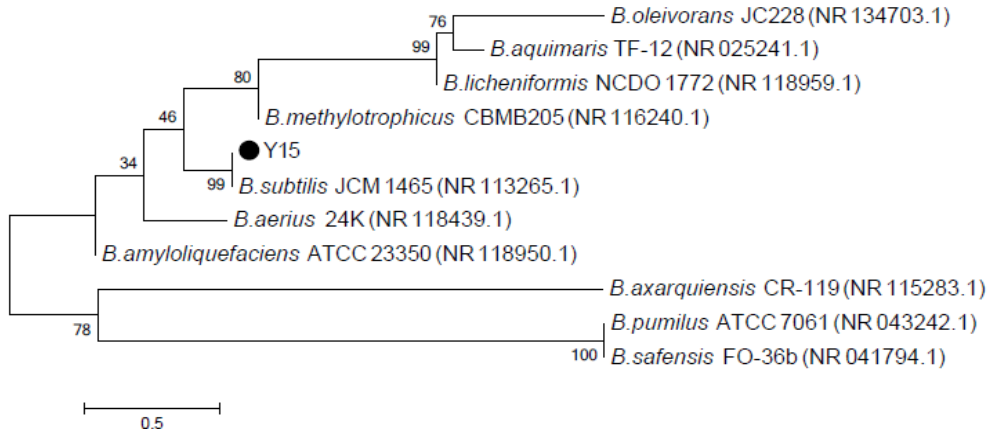 B.oleivorans JC228 (NR 134703.1)
76
B.aquimaris TF-12 (NR 025241.1)
99
B.licheniformis NCDO 1772 (NR 118959.1)
80
B.methylotrophicus CBMB205 (NR 116240.1)
46
Y15
34
99
B.subtilis JCM 1465 (NR 113265.1)
B.aerius 24K (NR 118439.1)
B.amyloliquefaciens ATCC 23350 (NR 118950.1)
B.axarquiensis CR-119 (NR 115283.1)
78
B.pumilus ATCC 7061 (NR 043242.1)
100
B.safensis FO-36b (NR 041794.1)
0.5